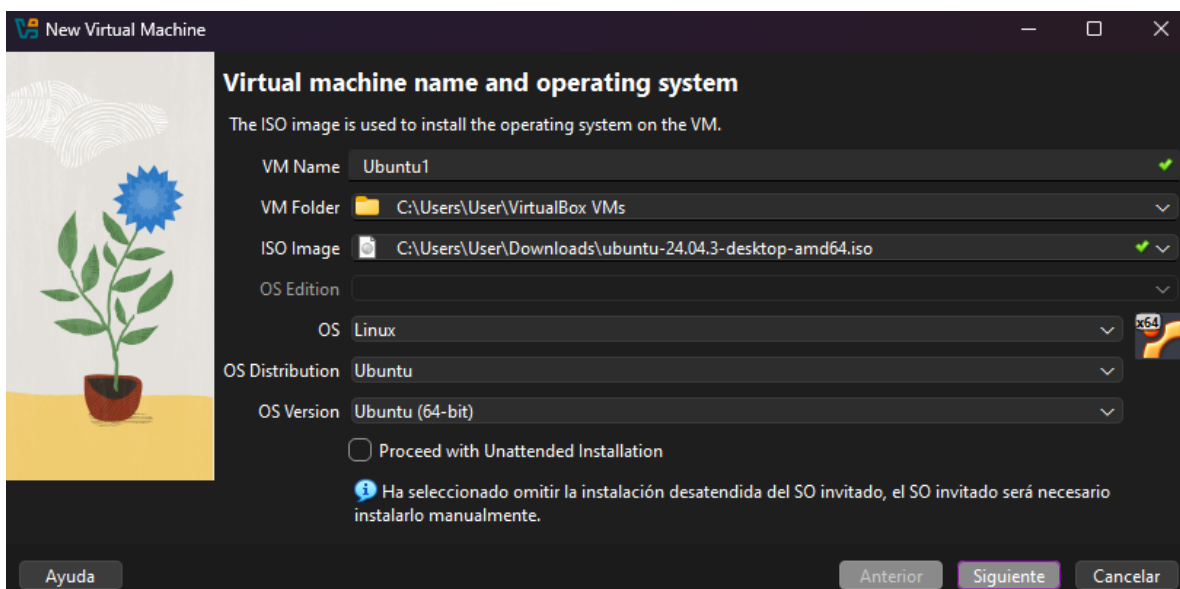 New Virtual Machine
Virtual machine name and operating system
The ISO image is used to install the operating system on the VM.
VM Name Ubuntu1
VM Folder C:\Users\User\VirtualBox VMs
ISO Image C:\Users\User\Downloads\ubuntu-24.04.3-desktop-amd64.iso
OS Edition
OS Linux
x64
OS Distribution Ubuntu
OS Version Ubuntu (64-bit)
Proceed with Unattended Installation
Ha seleccionado omitir la instalación desatendida del SO invitado, el SO invitado será necesario
instalarlo manualmente.
Ayuda Anterior Siguiente Cancelar